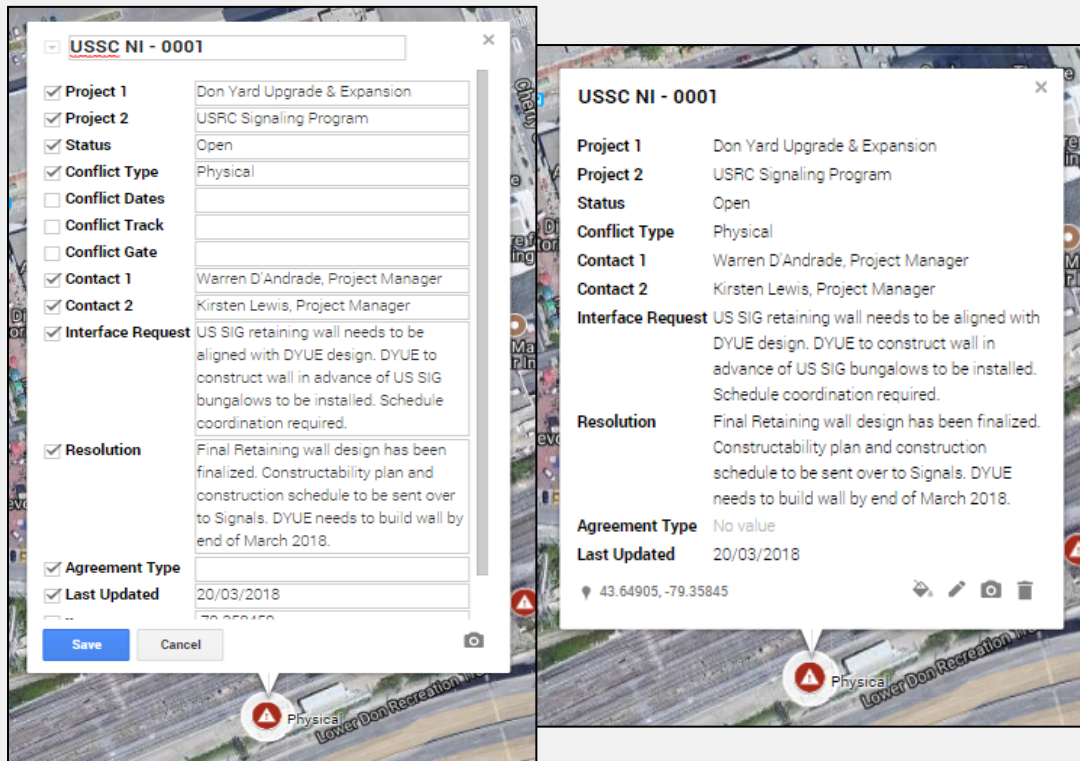 USSC NI - 0001
Project 1 Don Yard Upgrade & Expansion
Project 2 USRC Signaling Program
Status Open
Conflict Type Physical
Conflict Dates
Conflict Track
Conflict Gate
Contact 1 Warren D'Andrade, Project Manager
Contact 2 Kirsten Lewis, Project Manager
Interface Request US SIG retaining wall needs to be
aligned with DYUE design. DYUE to
construct wall in advance of US SIG
bungalows to be installed. Schedule
coordination required.
Resolution Final Retaining wall design has been
finalized. Constructability plan and
construction schedule to be sent over
to Signals. DYUE needs to build wall by
end of March 2018.
Agreement Type
Last Updated 20/03/2018
Save Cancel
Physical
Lower Don Recreation
Cherry
USSC NI - 0001
Project 1 Don Yard Upgrade & Expansion
Project 2 USRC Signaling Program
Status Open
Conflict Type Physical
Contact 1 Warren D'Andrade, Project Manager
Contact 2 Kirsten Lewis, Project Manager
Interface Request US SIG retaining wall needs to be aligned with
DYUE design. DYUE to construct wall in
advance of US SIG bungalows to be installed.
Schedule coordination required.
Resolution Final Retaining wall design has been finalized.
Constructability plan and construction
schedule to be sent over to Signals. DYUE
needs to build wall by end of March 2018.
Agreement Type No value
Last Updated 20/03/2018
43.64905, -79.35845
Physical
Lower Don Recreation